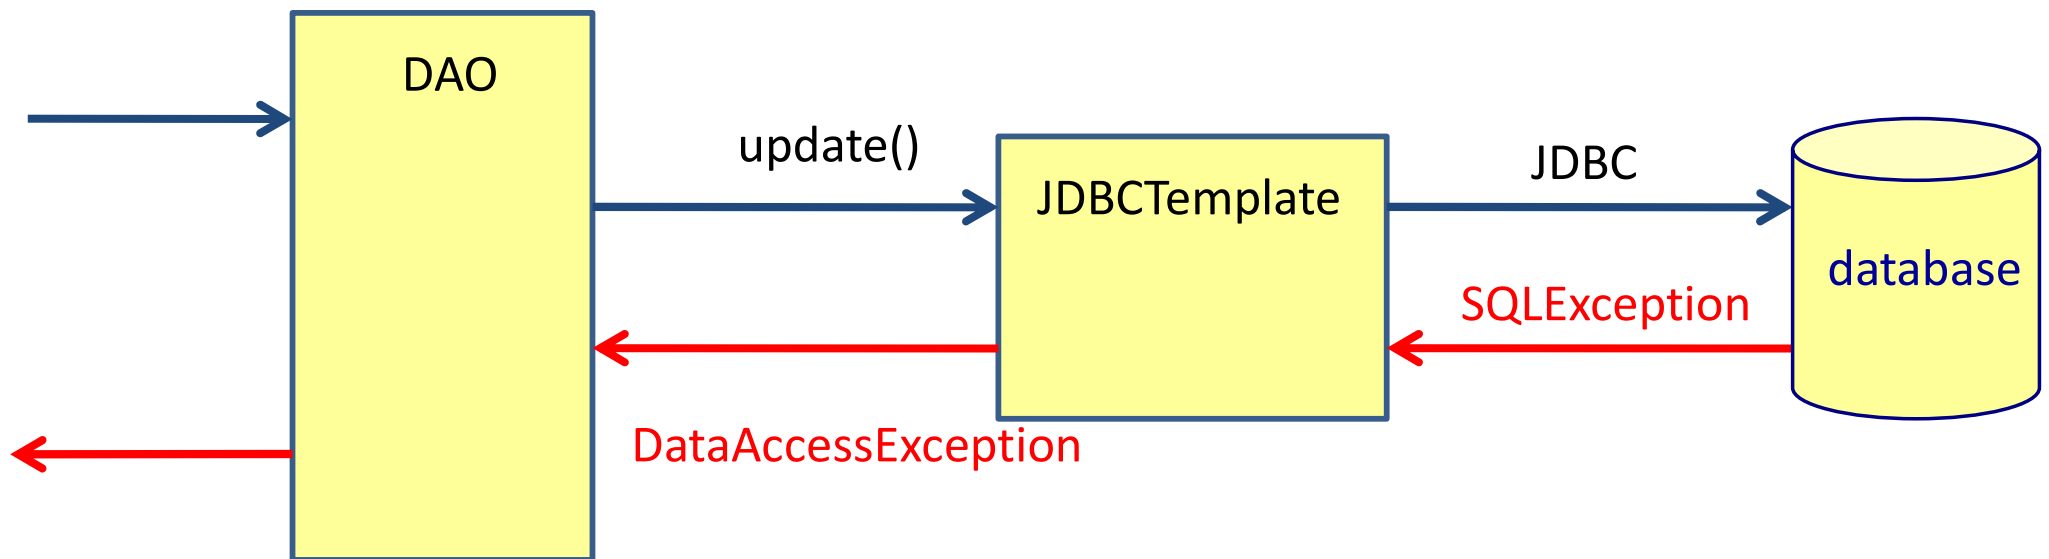 DAO
update()
JDBCTemplate
JDBC
database
SQLException
DataAccessException